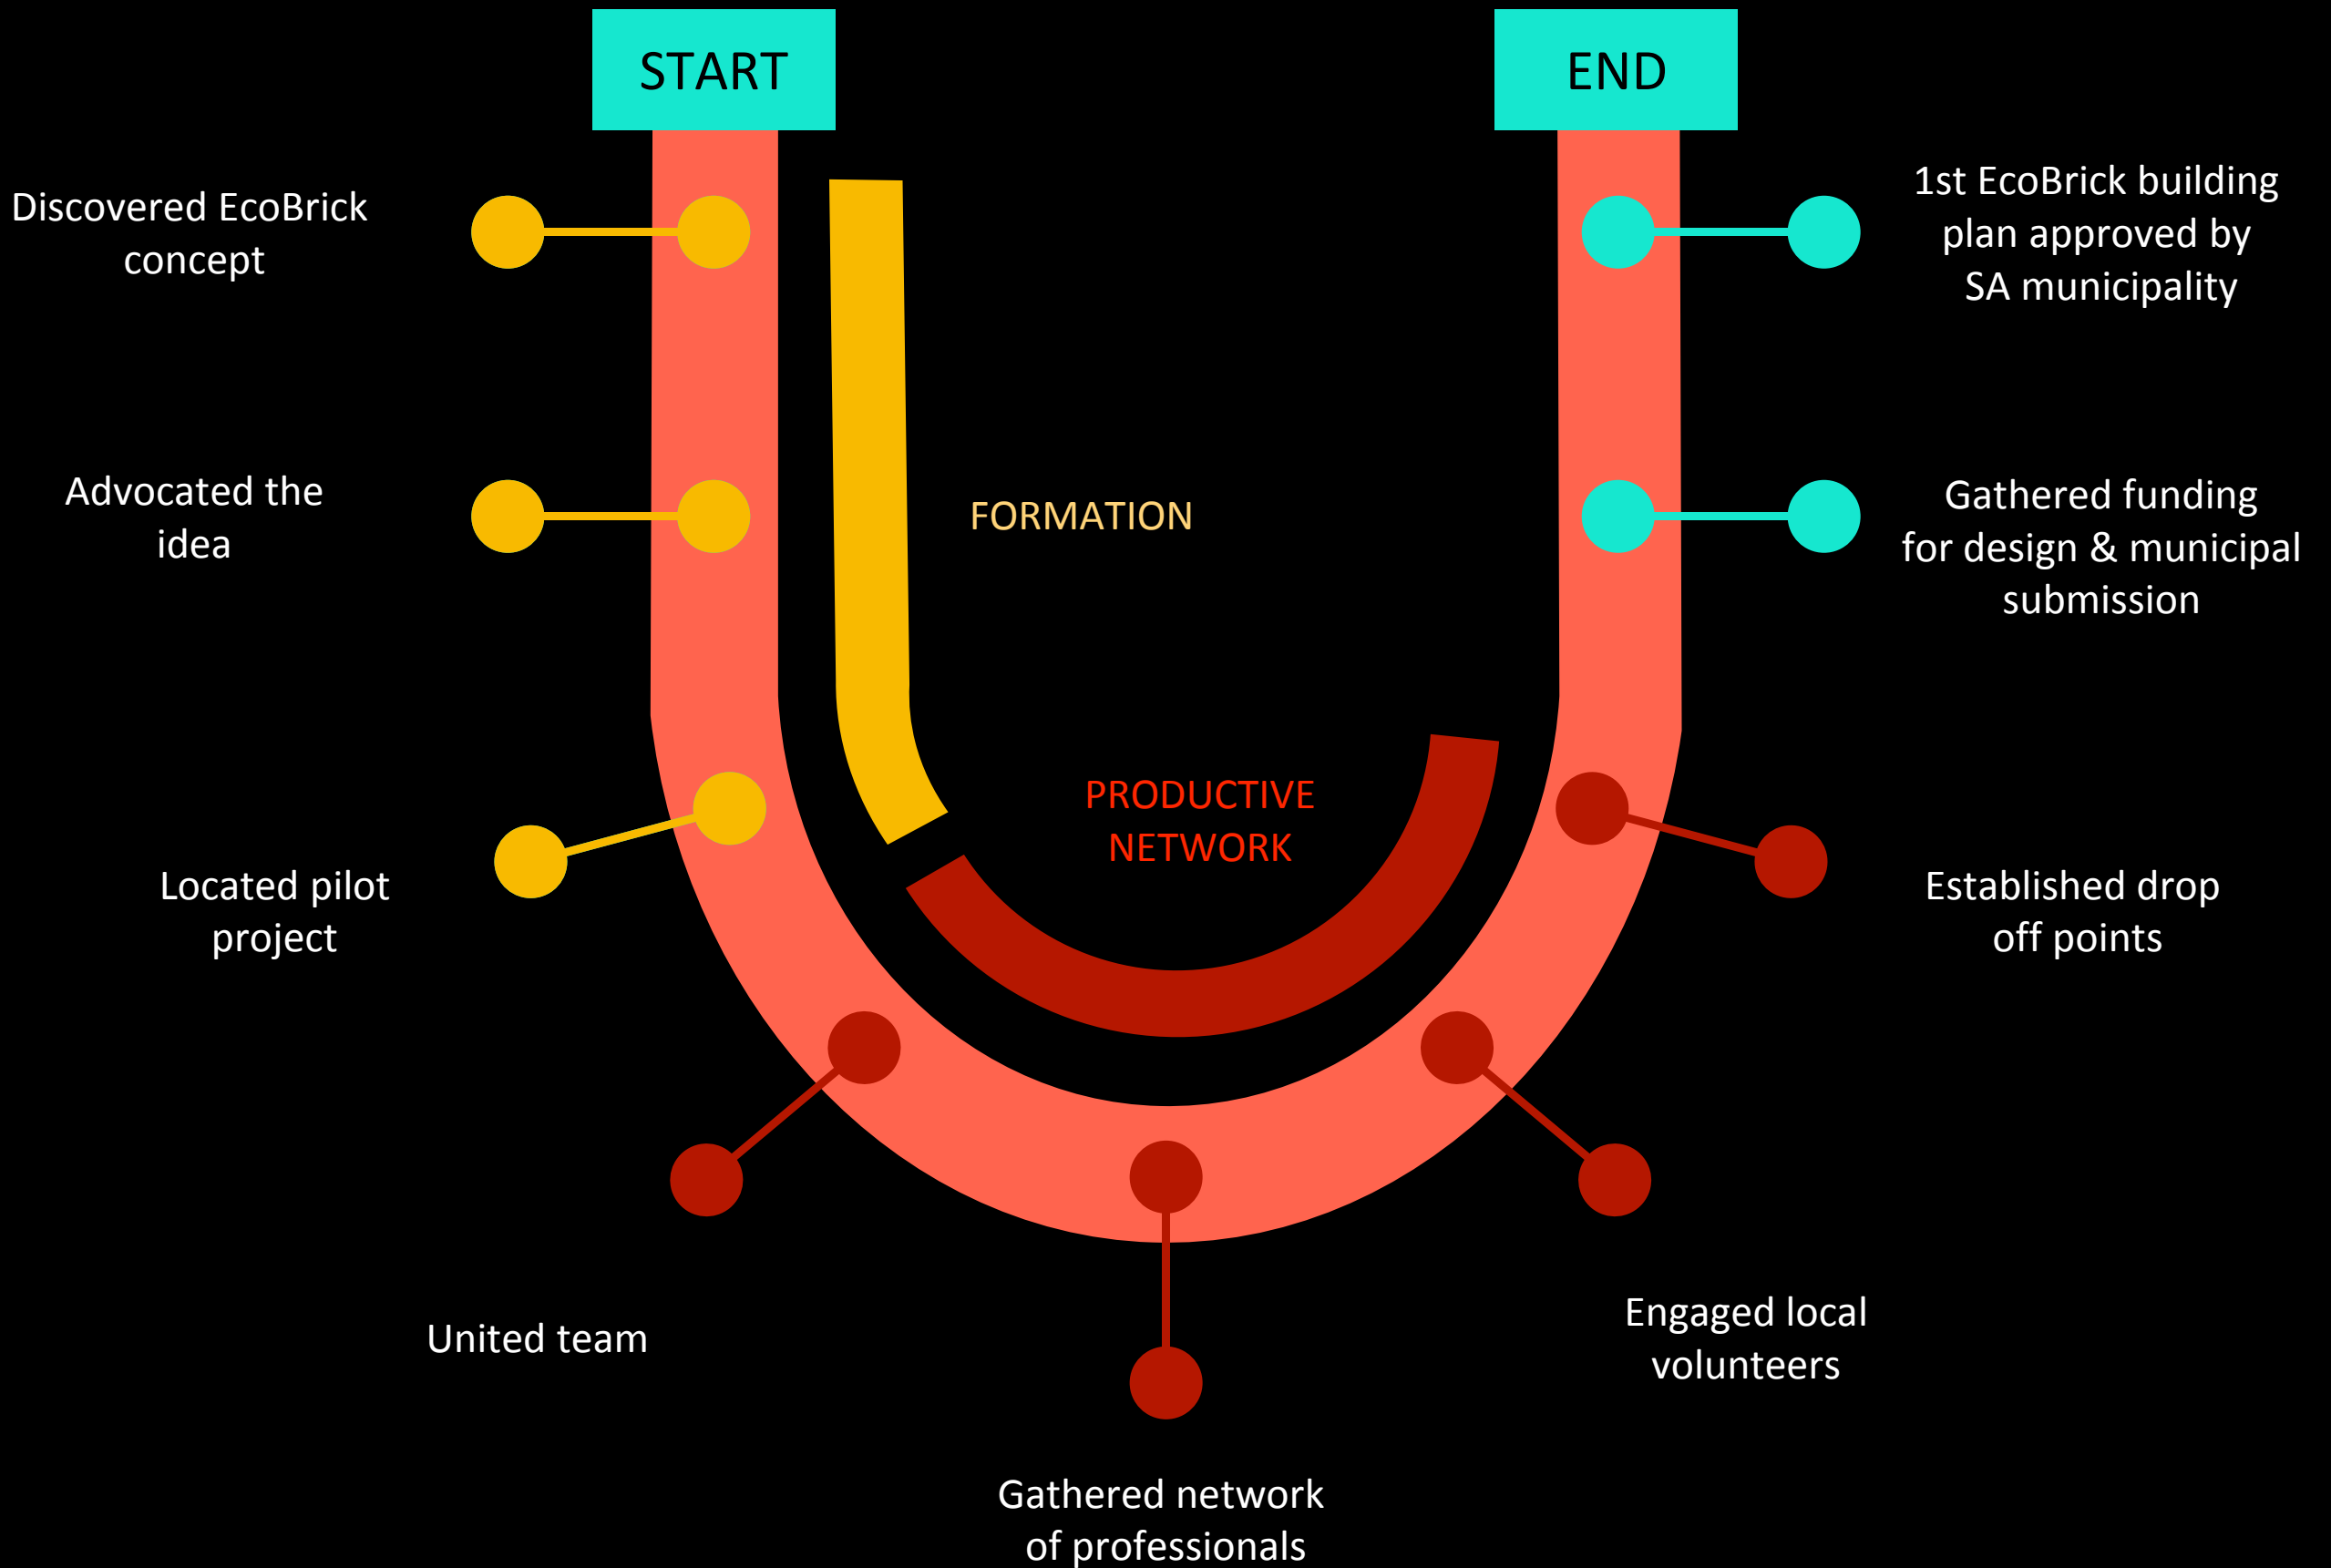 START
END
Discovered EcoBrick
concept
Advocated the
idea
Located pilot
project
United team
Gathered network
of professionals
Engaged local
volunteers
Established drop
off points
Gathered funding
for design & municipal
submission
1st EcoBrick building
plan approved by
SA municipality
FORMATION
PRODUCTIVE
NETWORK